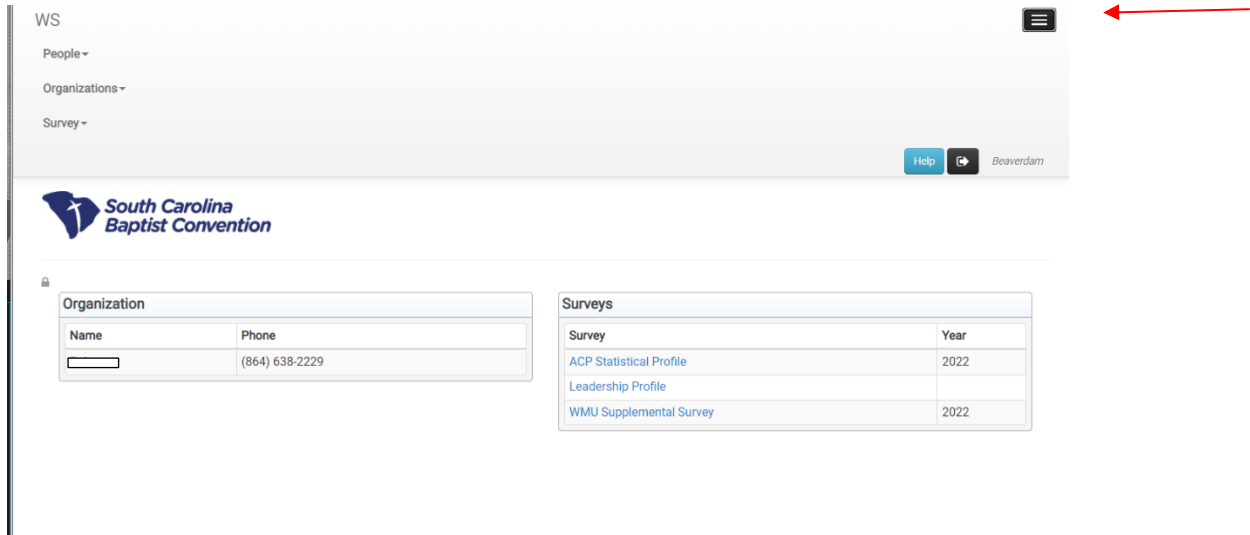 WS
People
Organizations
Survey
Help
Beaverdam
South Carolina
Baptist Convention
Organization
Name Phone
(864) 638-2229
Surveys
Survey Year
ACP Statistical Profile 2022
Leadership Profile
WMU Supplemental Survey 2022